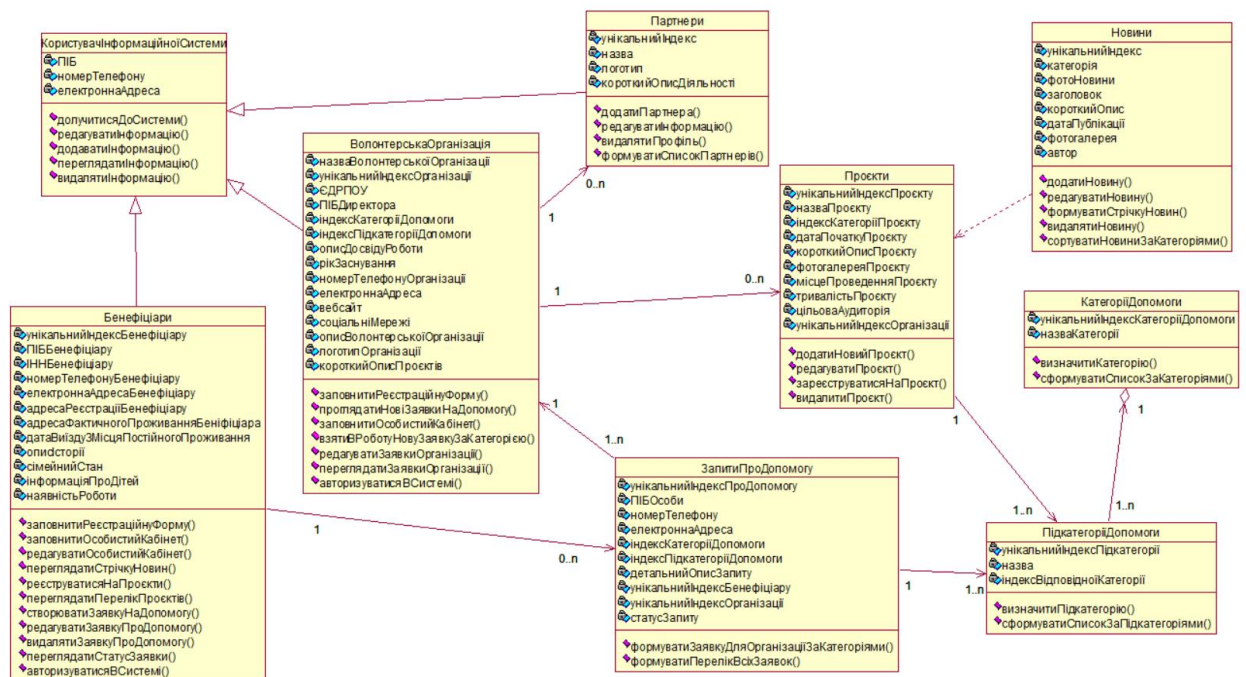 КористувачІнформаційноїСистеми
ПІБ
номерТелефону
електроннаАдреса
долучитисяДоСистеми()
редагуватиІнформацію()
додаватиІнформацію()
переглядатиІнформацію()
видалятиІнформацію()
Партнери
унікальнийІндекс
назва
логотип
короткийОписДіяльності
додатиПартнера()
редагуватиІнформацію()
видалятиПрофіль()
формуватиСписокПартнерів()
Новини
унікальнийІндекс
категорія
фотоНовини
заголовок
короткийОпис
датаПублікації
фотогалерея
автор
додатиНовину()
редагуватиНовину()
формуватиСтрічкуНовин()
видалятиНовину()
сортуватиНовиниЗаКатегоріями()
ВолонтерськаОрганізація
назваВолонтерськоїОрганізації
унікальнийІндексОрганізації
ЄДРПОУ
ПІБДиректора
індексКатегоріїДопомоги
індексПідкатегоріїДопомоги
описДосвідуРоботи
рікЗаснування
номерТелефонуОрганізації
електроннаАдреса
вебсайт
соціальніМережі
описВолонтерськоїОрганізації
логотипОрганізації
короткийОписПроєктів
заповнитиРеєстраційнуФорму()
проглядатиНовіЗаявкиНаДопомогу()
заповнитиОсобистийКабінет()
взятиВРоботуНовуЗаявкуЗаКатегорією()
редагуватиЗаявкиОрганізації()
переглядатиЗаявкиОрганізації()
авторизуватисяВСистемі()
1
0..n
1
0..n
1
1..n
Проєкти
унікальнийІндексПроєкту
назваПроєкту
індексКатегоріїПроєкту
датаПочаткуПроєкту
короткийОписПроєкту
фотогалереяПроєкту
місцеПроведенняПроєкту
тривалістьПроєкту
цільоваАудиторія
унікальнийІндексОрганізації
додатиНовийПроєкт()
редагуватиПроєкт()
зареєструватисяНаПроєкт()
видалитиПроєкт()
1
1..n
КатегоріїДопомоги
унікальнийІндексКатегоріїДопомоги
назваКатегорії
визначитиКатегорію()
сформуватиСписокЗаКатегоріями()
1
1..n
Бенефіціари
унікальнийІндексБенефіціару
ПІББенефіціару
ІННБенефіціару
номерТелефонуБенефіціару
електроннаАдресаБенефіціару
адресаРеєстраціїБенефіціару
адресаФактичногоПроживанняБеніфіціара
датаВиїздуЗМісцяПостійногоПроживання
описІсторії
сімейнийСтан
інформаціяПроДітей
наявністьРоботи
заповнитиРеєстраційнуФорму()
заповнитиОсобистийКабінет()
редагуватиОсобистийКабінет()
переглядатиСтрічкуНовин()
реєструватисяНаПроєкти()
переглядатиПерелікПроєктів()
створюватиЗаявкуНаДопомогу()
редагуватиЗаявкуПроДопомогу()
видалятиЗаявкуПроДопомогу()
переглядатиСтатусЗаявки()
авторизуватисяВСистемі()
1
0..n
ЗапитиПроДопомогу
унікальнийІндексПроДопомогу
ПІБОсоби
номерТелефону
електроннаАдреса
індексКатегоріїДопомоги
індексПідкатегоріїДопомоги
детальнийОписЗапиту
унікальнийІндексБенефіціару
унікальнийІндексОрганізації
статусЗапиту
формуватиЗаявкуДляОрганізаціїЗаКатегоріями()
формуватиПерелікВсіхЗаявок()
1
1..n
ПідкатегоріїДопомоги
унікальнийІндексПідкатегорії
назва
індексВідповідноїКатегорії
визначитиПідкатегорію()
сформуватиСписокЗаПідкатегоріями()